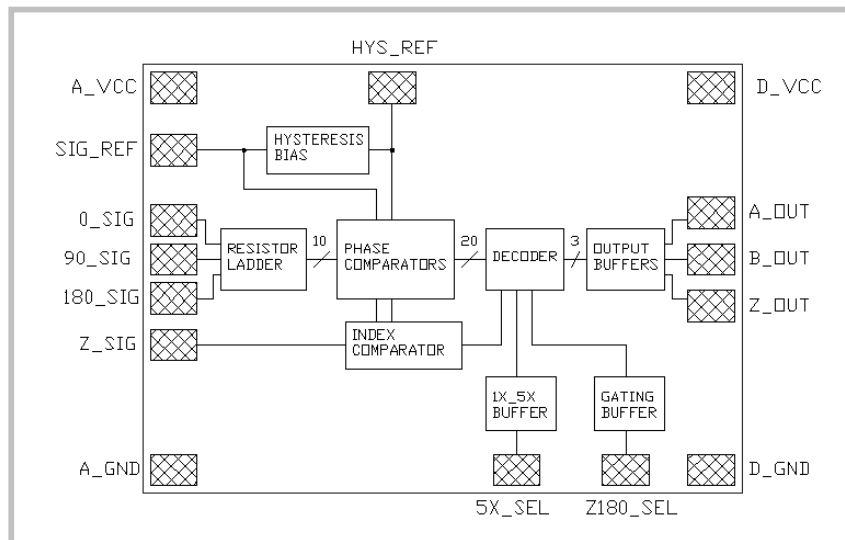 HYS_REF
A_VCC
D_VCC
SIG_REF
HYSTERESIS
BIAS
0_SIG
90_SIG
180_SIG
Z_SIG
RESISTOR
LADDER
10
PHASE
COMPARATORS
20
DECODER
3
OUTPUT
BUFFERS
A_OUT
B_OUT
Z_OUT
INDEX
COMPARATOR
1X_5X
BUFFER
GATING
BUFFER
A_GND
D_GND
5X_SEL
Z180_SEL